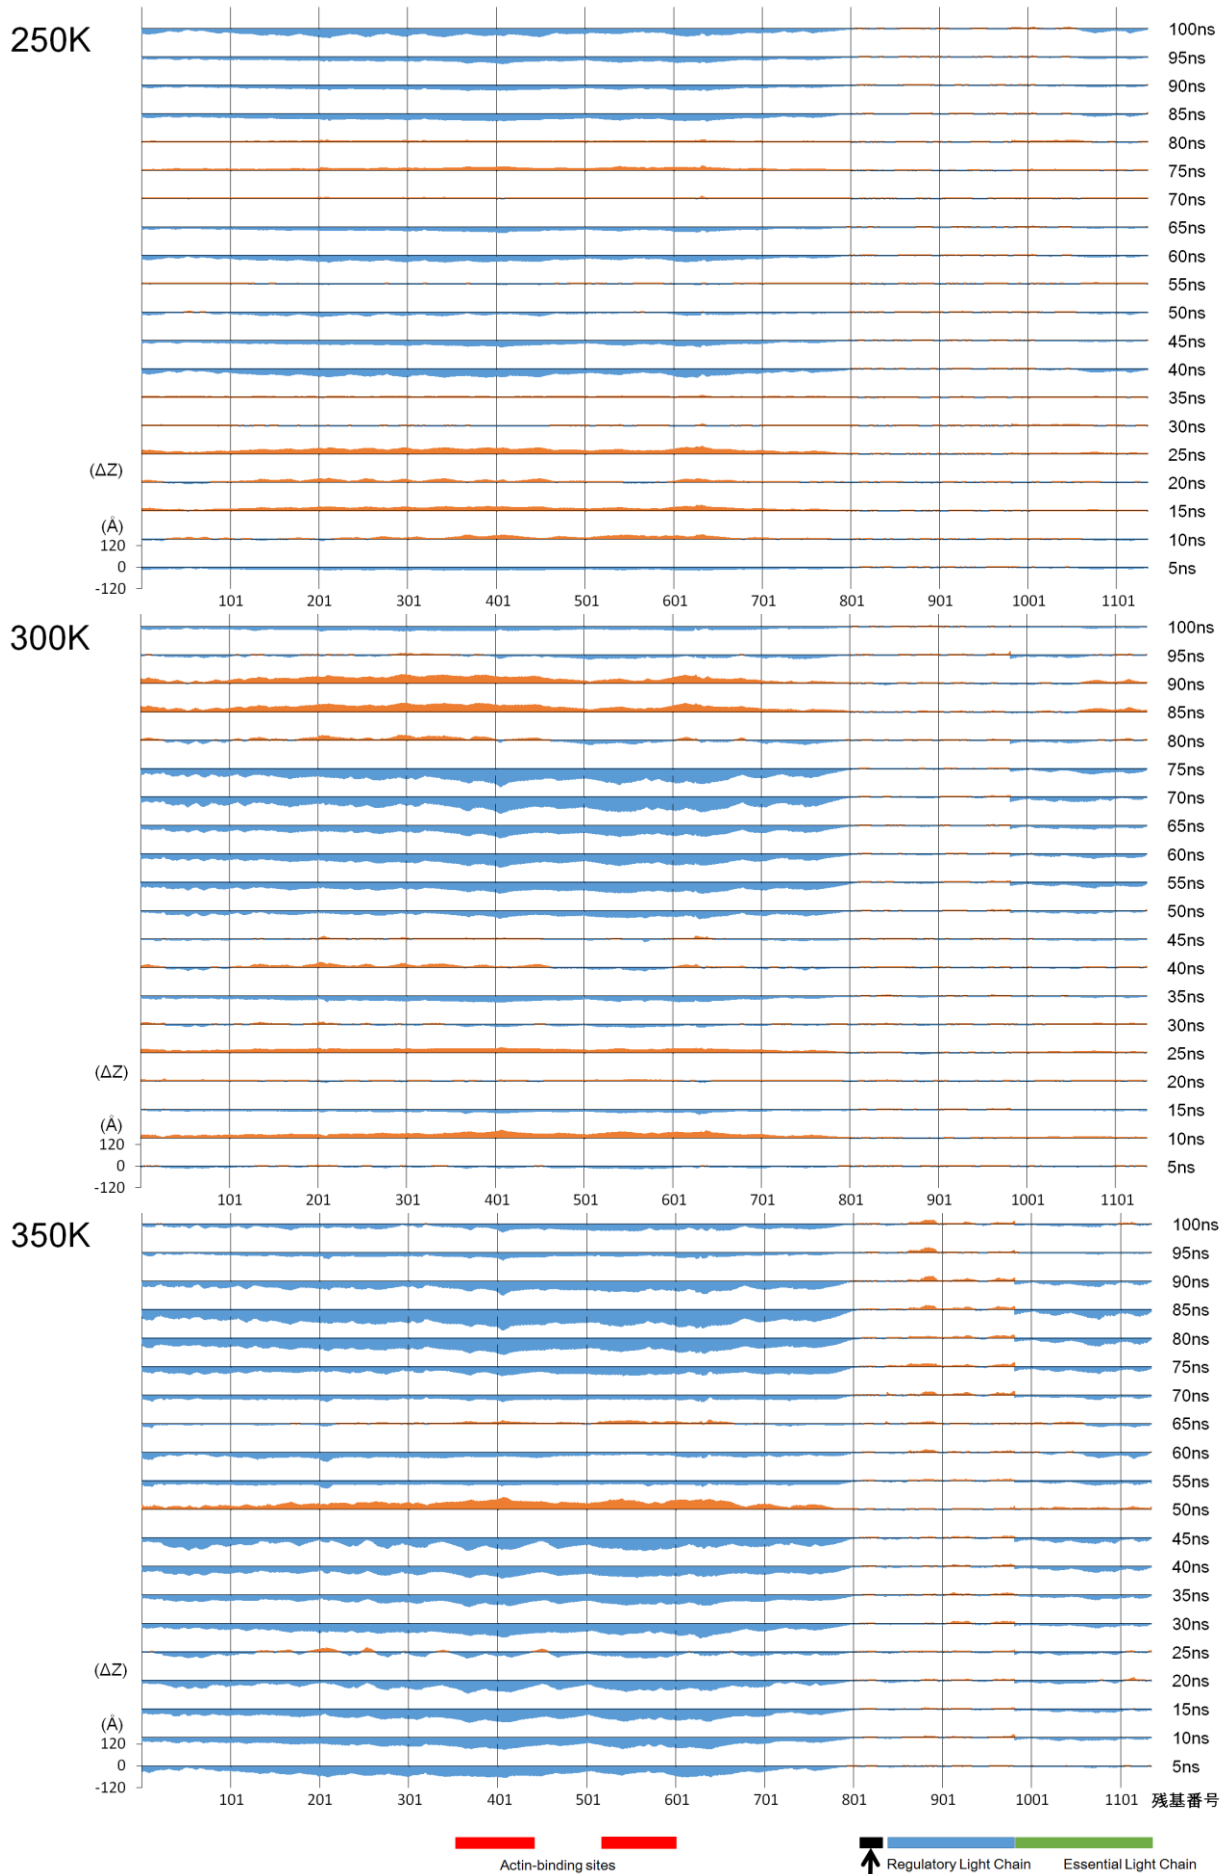 250K
100ns
95ns
90ns
85ns
80ns
75ns
70ns
65ns
60ns
55ns
50ns
45ns
40ns
35ns
30ns
25ns
(ΔZ)
20ns
15ns
(Å)
10ns
120
0
5ns
-120
101 201 301 401 501 601 701 801 901 1001 1101
300K
100ns
95ns
90ns
85ns
80ns
75ns
70ns
65ns
60ns
55ns
50ns
45ns
40ns
35ns
30ns
25ns
(ΔZ)
20ns
15ns
(Å)
10ns
120
0
5ns
-120
101 201 301 401 501 601 701 801 901 1001 1101
350K
100ns
95ns
90ns
85ns
80ns
75ns
70ns
65ns
60ns
55ns
50ns
45ns
40ns
35ns
30ns
25ns
(ΔZ)
20ns
15ns
(Å)
10ns
120
0
5ns
-120
101 201 301 401 501 601 701 801 901 1001 1101 残基番号
Actin-binding sites
Regulatory Light Chain
Essential Light Chain